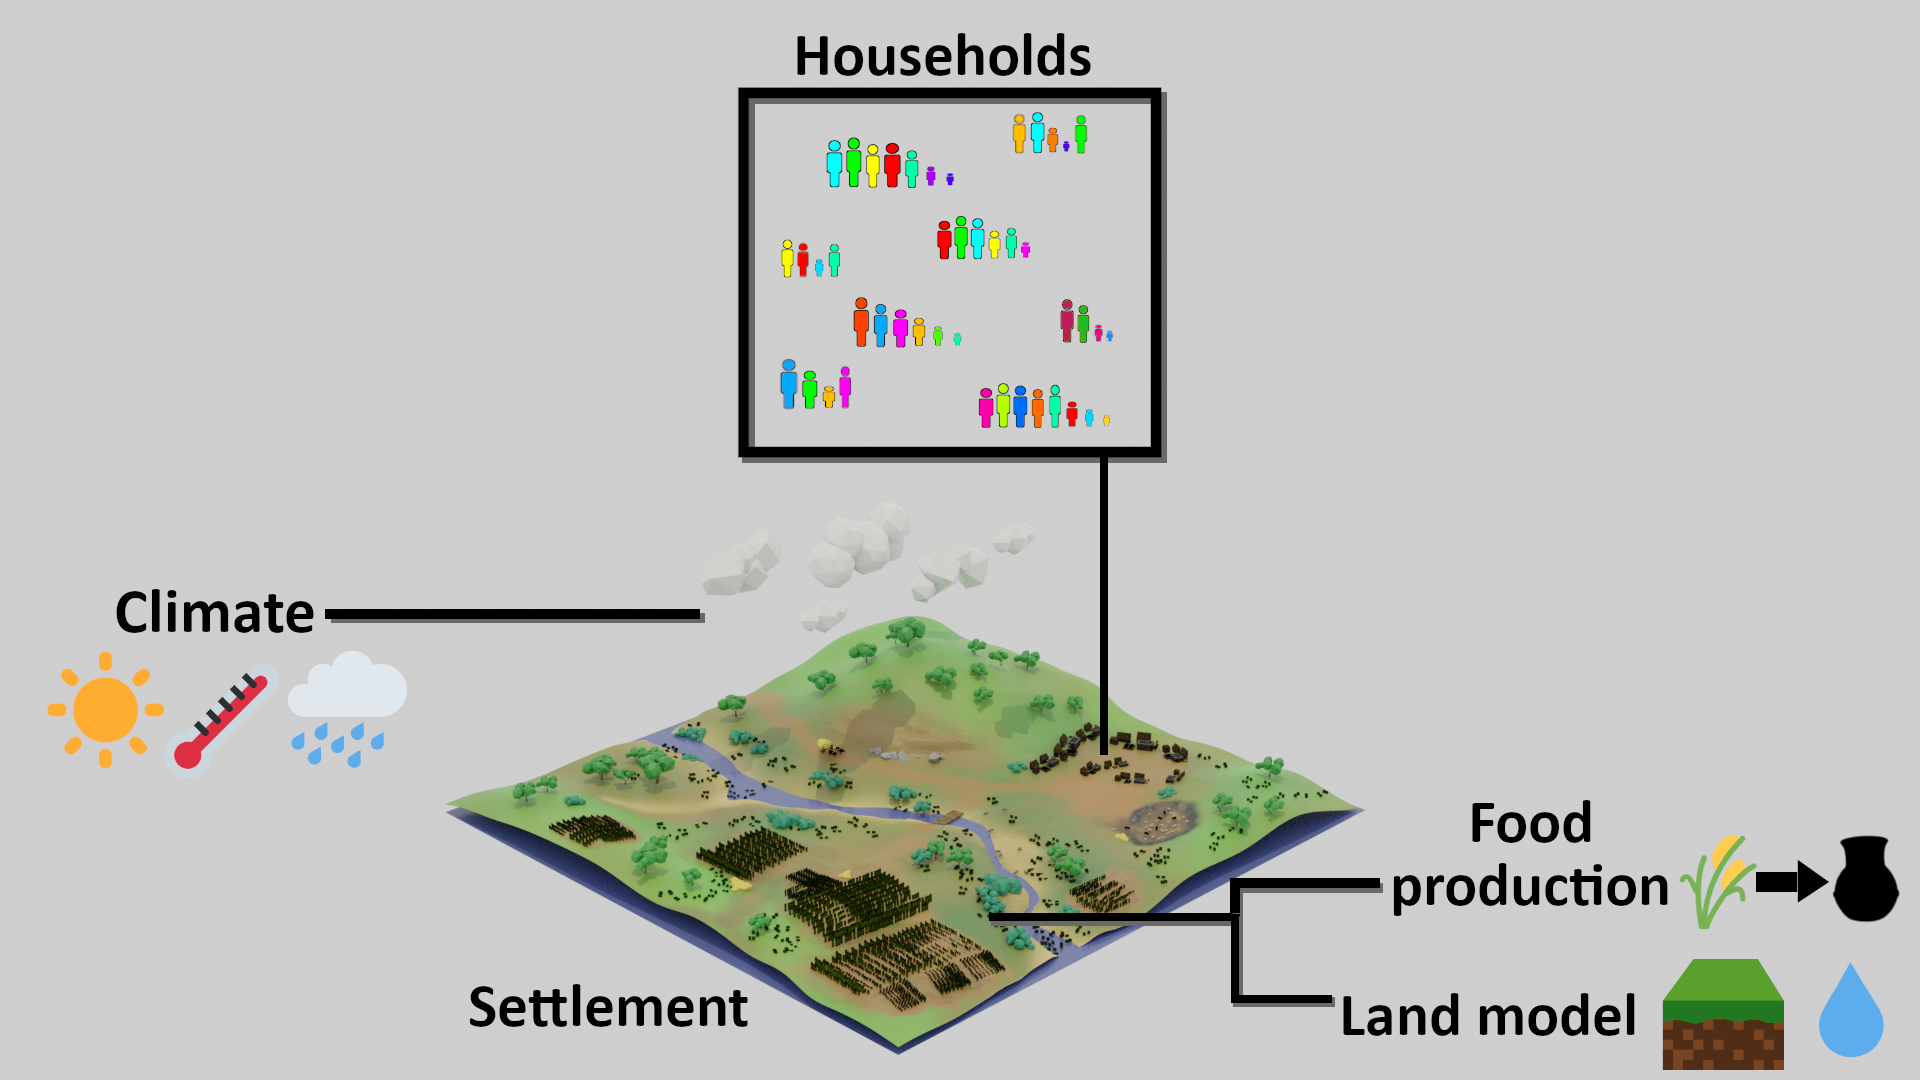 Households
Climate
Food
production
Settlement
Land model